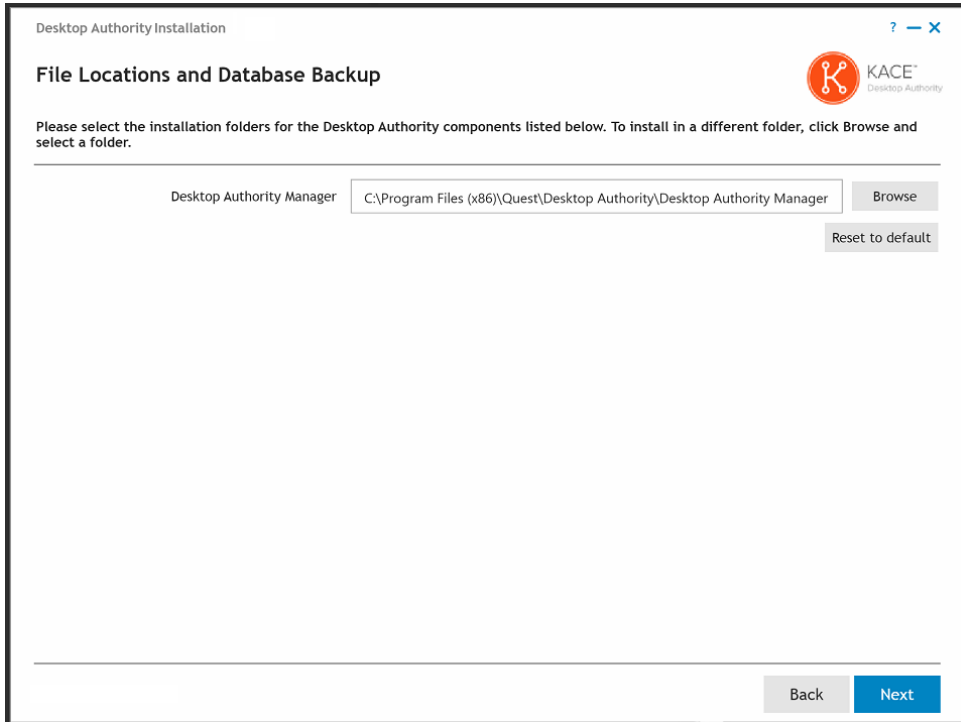 Desktop Authority Installation
? — ✕
File Locations and Database Backup
KACE™
Desktop Authority
Please select the installation folders for the Desktop Authority components listed below. To install in a different folder, click Browse and
select a folder.
Desktop Authority Manager C:\Program Files (x86)\Quest\Desktop Authority\Desktop Authority Manager Browse
Reset to default
Back Next